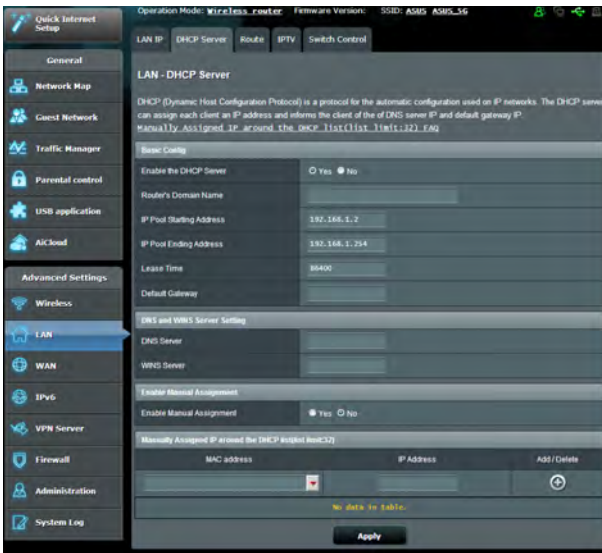 Quick Internet
Setup
Operation Mode: Wireless router Firmware Version: SSID: ASUS ASUS_5G
LAN IP DHCP Server Route IPTV Switch Control
General
Network Map
Guest Network
Traffic Manager
Parental control
USB application
AiCloud
Advanced Settings
Wireless
LAN
WAN
IPv6
VPN Server
Firewall
Administration
System Log
LAN - DHCP Server
DHCP (Dynamic Host Configuration Protocol) is a protocol for the automatic configuration used on IP networks. The DHCP serve
can assign each client an IP address and informs the client of the of DNS server IP and default gateway IP.
Manually Assigned IP around the DHCP list(list limit:32) FAQ
Basic Config
Enable the DHCP Server Yes No
Router's Domain Name
IP Pool Starting Address 192.168.1.2
IP Pool Ending Address 192.168.1.254
Lease Time 86400
Default Gateway
DNS and WINS Server Setting
DNS Server
WINS Server
Enable Manual Assignment
Enable Manual Assignment Yes No
Manually Assigned IP around the DHCP list(list limit:32)
MAC address IP Address Add / Delete
No data in table.
Apply